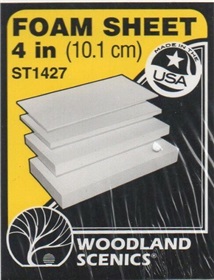 FOAM SHEET
4 in (10.1 cm)
ST1427
MADE IN THE
USA
WOODLAND
SCENICS®